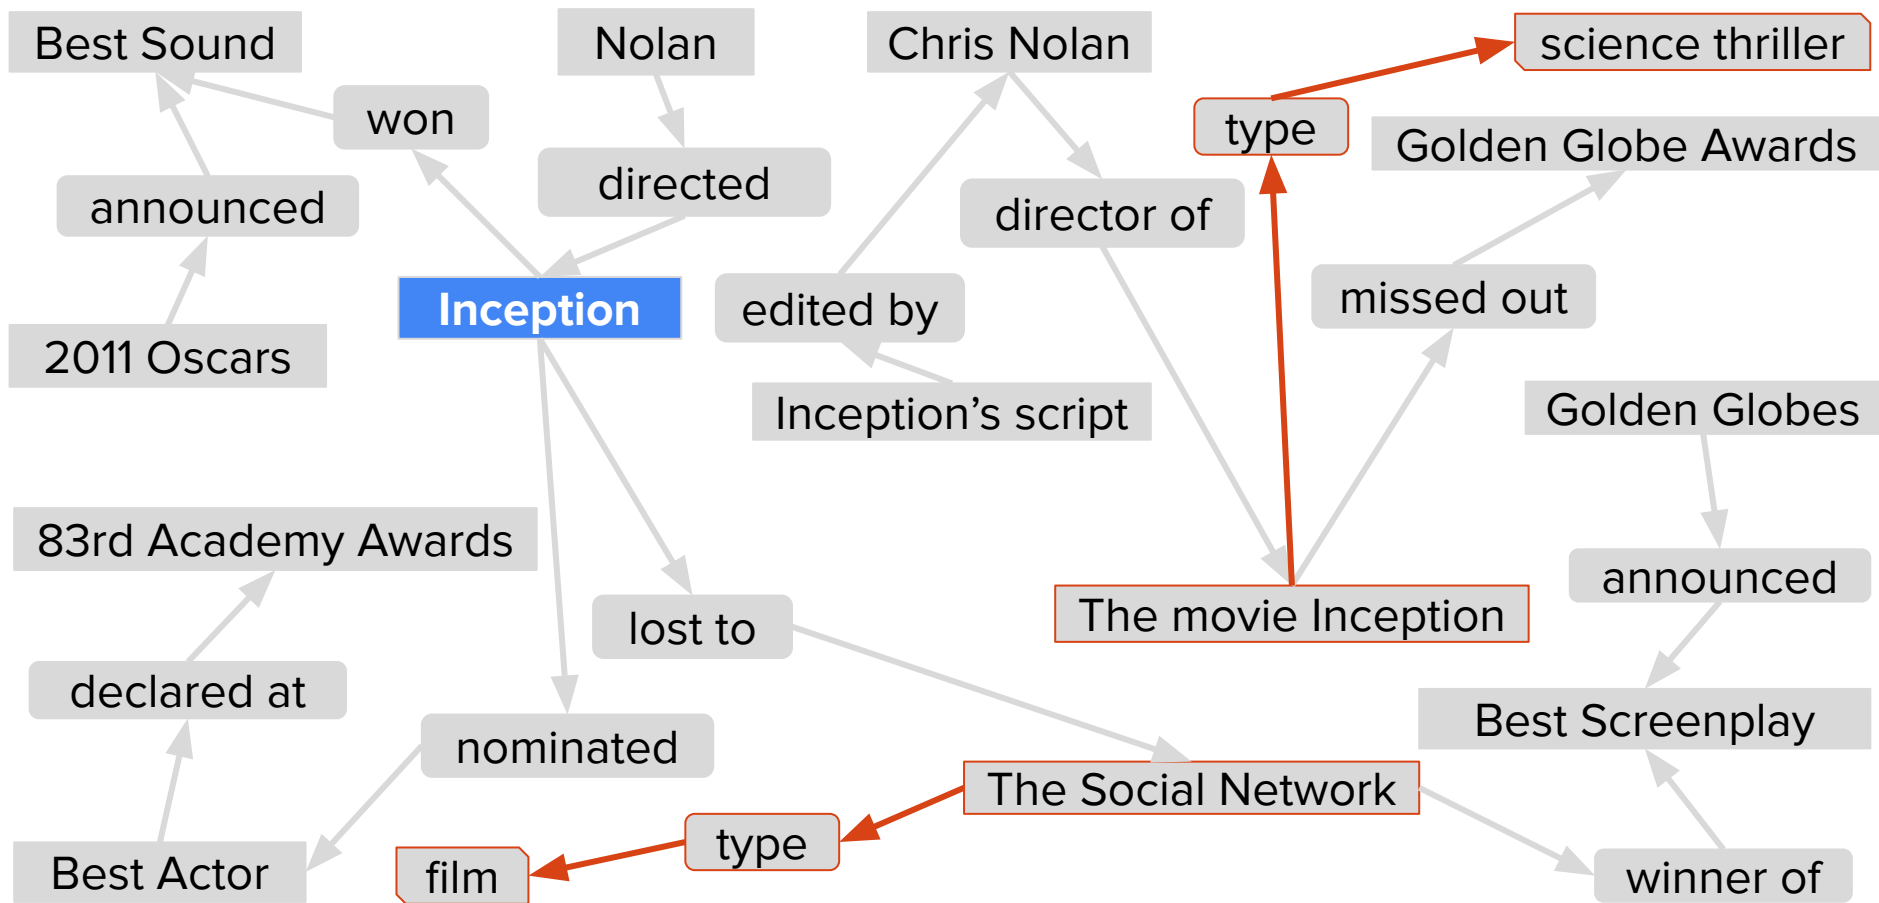 Best Sound
Nolan
Chris Nolan
science thriller
won
type
Golden Globe Awards
directed
announced
director of
Inception
edited by
missed out
2011 Oscars
Inception’s script
Golden Globes
83rd Academy Awards
announced
The movie Inception
lost to
declared at
Best Screenplay
nominated
The Social Network
type
Best Actor
film
winner of